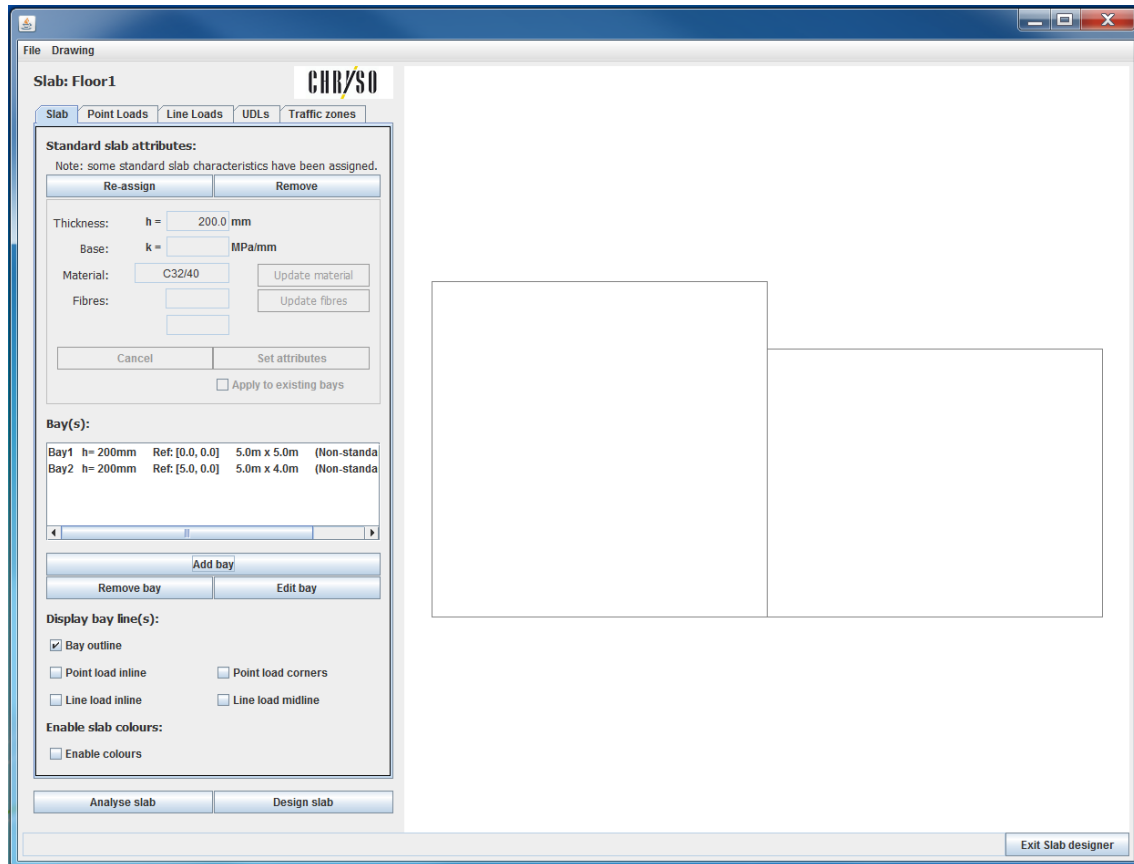 File Drawing
Slab: Floor1
CHRYSO
Slab Point Loads Line Loads UDLs Traffic zones
Standard slab attributes:
Note: some standard slab characteristics have been assigned.
Re-assign Remove
Thickness: h = 200.0 mm
Base: k = MPa/mm
Material: C32/40 Update material
Fibres: Update fibres
Cancel Set attributes
Apply to existing bays
Bay(s):
Bay1 h= 200mm Ref: [0.0, 0.0] 5.0m x 5.0m (Non-standa
Bay2 h= 200mm Ref: [5.0, 0.0] 5.0m x 4.0m (Non-standa
Add bay
Remove bay Edit bay
Display bay line(s):
Bay outline
Point load inline Point load corners
Line load inline Line load midline
Enable slab colours:
Enable colours
Analyse slab Design slab
Exit Slab designer